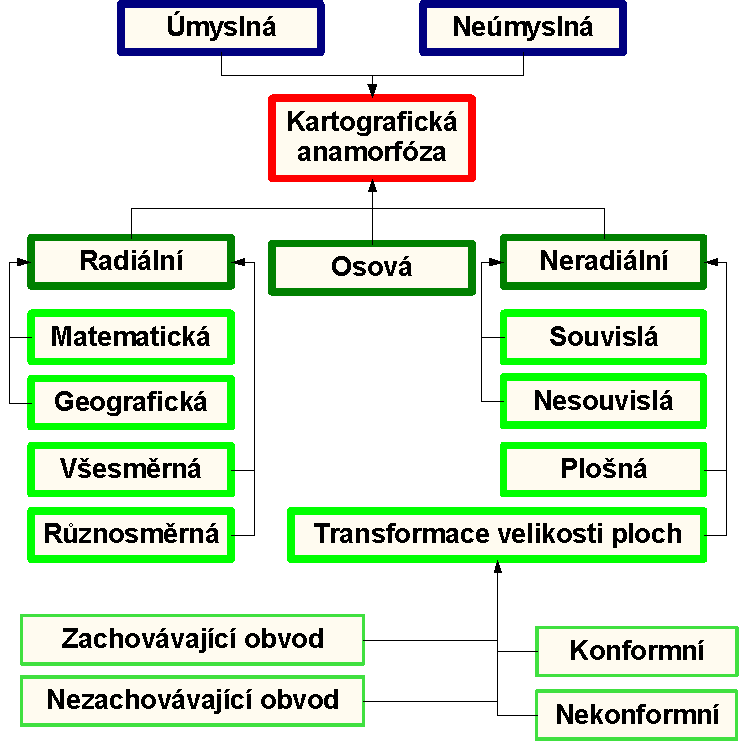 Úmyslná
Neúmyslná
Kartografická
anamorfóza
Radiální
Osová
Neradiální
Matematická
Geografická
Všesměrná
Různosměrná
Souvislá
Nesouvislá
Plošná
Transformace velikosti ploch
Zachovávající obvod
Nezachovávající obvod
Konformní
Nekonformní